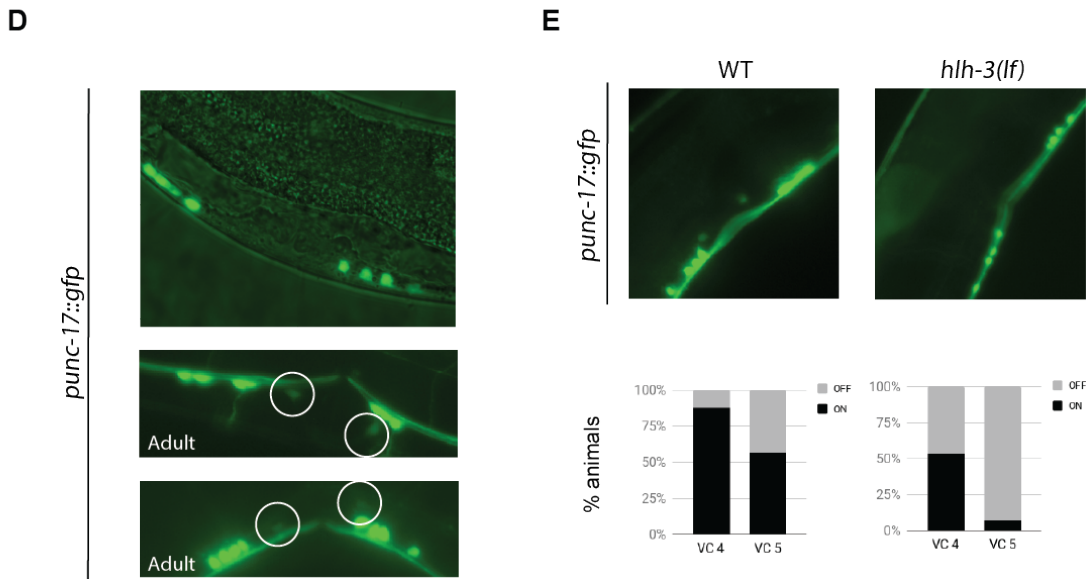 D
punc-17::gfp
Adult
Adult
E
WT
hlh-3(lf)
punc-17::gfp
% animals
100%
75%
50%
25%
0%
VC 4
VC 5
OFF
ON
100%
75%
50%
25%
0%
VC 4
VC 5
OFF
ON